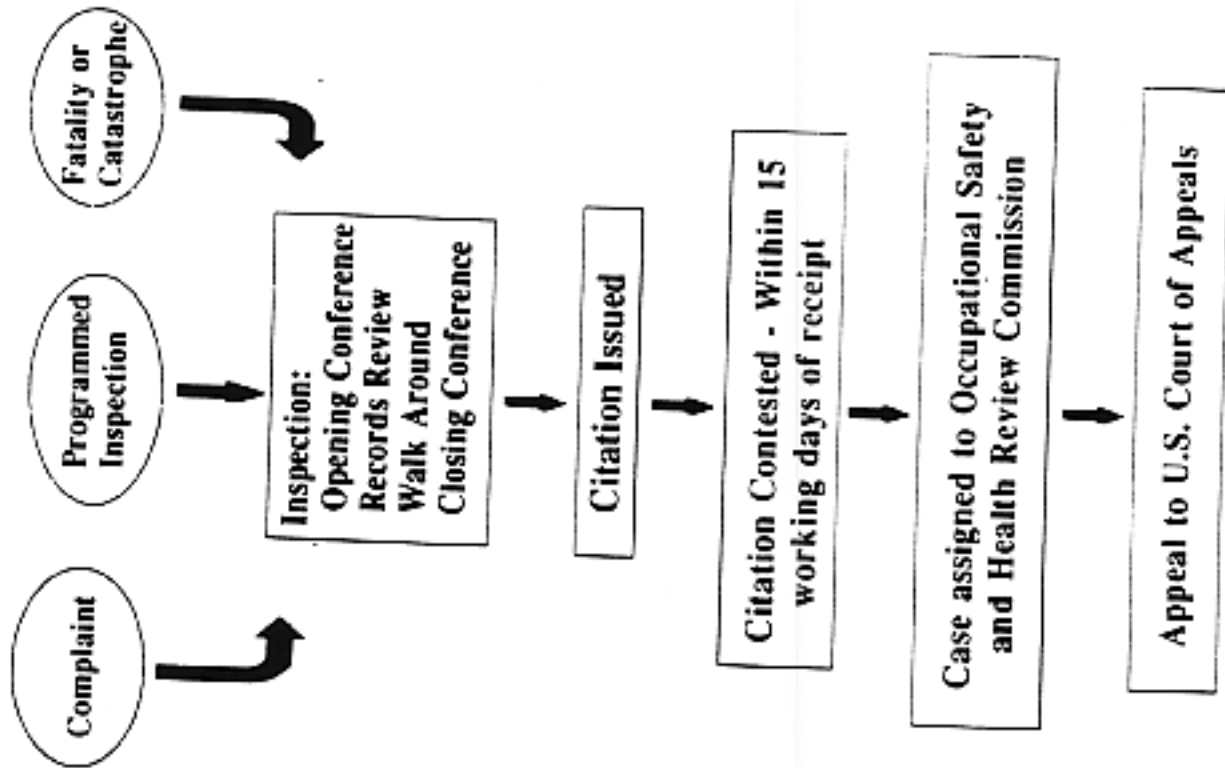 Complaint
Programmed
Inspection
Fatality or
Catastrophe
Inspection:
Opening Conference
Records Review
Walk Around
Closing Conference
Citation Issued
Citation Contested - Within 15
working days of receipt
Case assigned to Occupational Safety
and Health Review Commission
Appeal to U.S. Court of Appeals